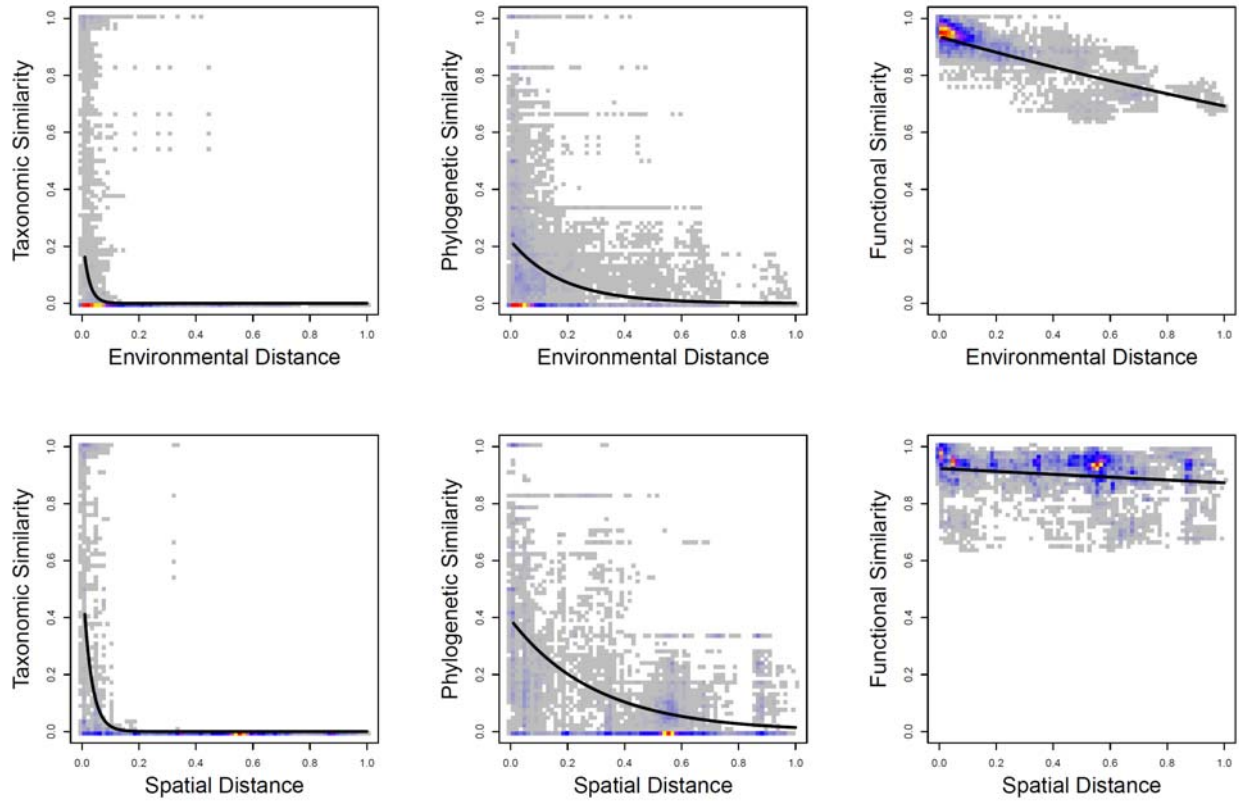 1.0
0.8
0.6
0.4
0.2
0.0
Taxonomic Similarity
0.0 0.2 0.4 0.6 0.8 1.0
Environmental Distance
1.0
0.8
0.6
0.4
0.2
0.0
Phylogenetic Similarity
0.0 0.2 0.4 0.6 0.8 1.0
Environmental Distance
1.0
0.8
0.6
0.4
0.2
0.0
Functional Similarity
0.0 0.2 0.4 0.6 0.8 1.0
Environmental Distance
1.0
0.8
0.6
0.4
0.2
0.0
Taxonomic Similarity
0.0 0.2 0.4 0.6 0.8 1.0
Spatial Distance
1.0
0.8
0.6
0.4
0.2
0.0
Phylogenetic Similarity
0.0 0.2 0.4 0.6 0.8 1.0
Spatial Distance
1.0
0.8
0.6
0.4
0.2
0.0
Functional Similarity
0.0 0.2 0.4 0.6 0.8 1.0
Spatial Distance